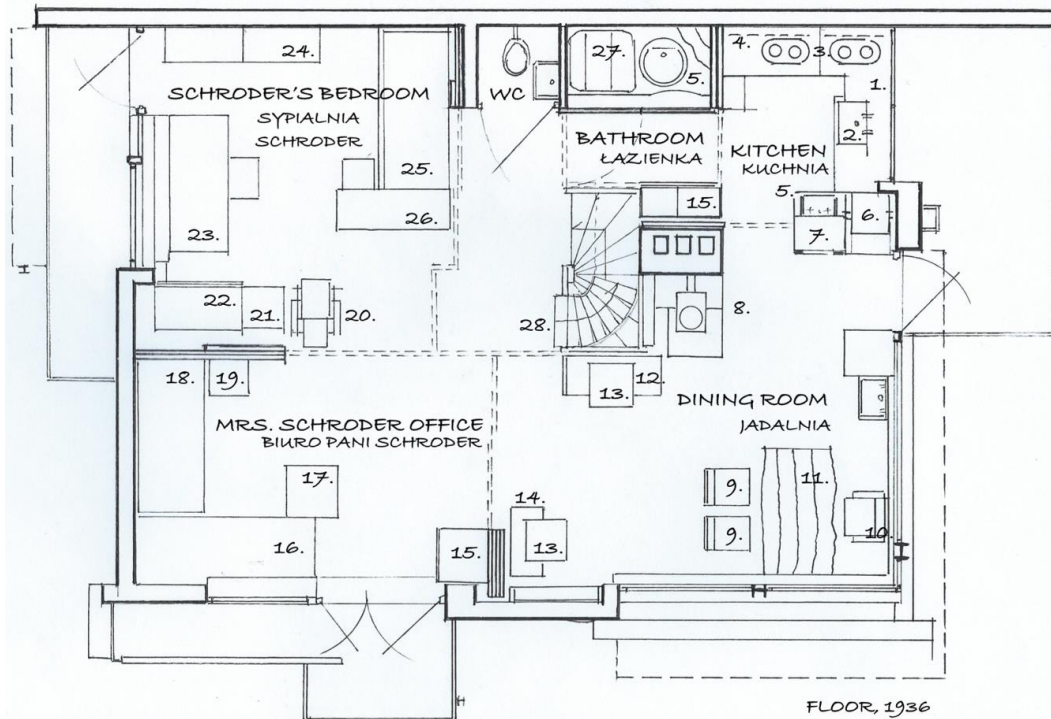 24.
27.
4.
3.
5.
1.
WC
SCHRODER'S BEDROOM
SYPIALNIA
SCHRODER
2.
BATHROOM
ŁAZIENKA
KITCHEN
KUCHNIA
25.
5.
15.
26.
6.
23.
7.
22.
21.
20.
28.
8.
18.
19.
12.
13.
DINING ROOM
JADALNIA
MRS. SCHRODER OFFICE
BIURO PANI SCHRODER
17.
9.
11.
14.
10.
16.
15.
13.
9.
FLOOR, 1936